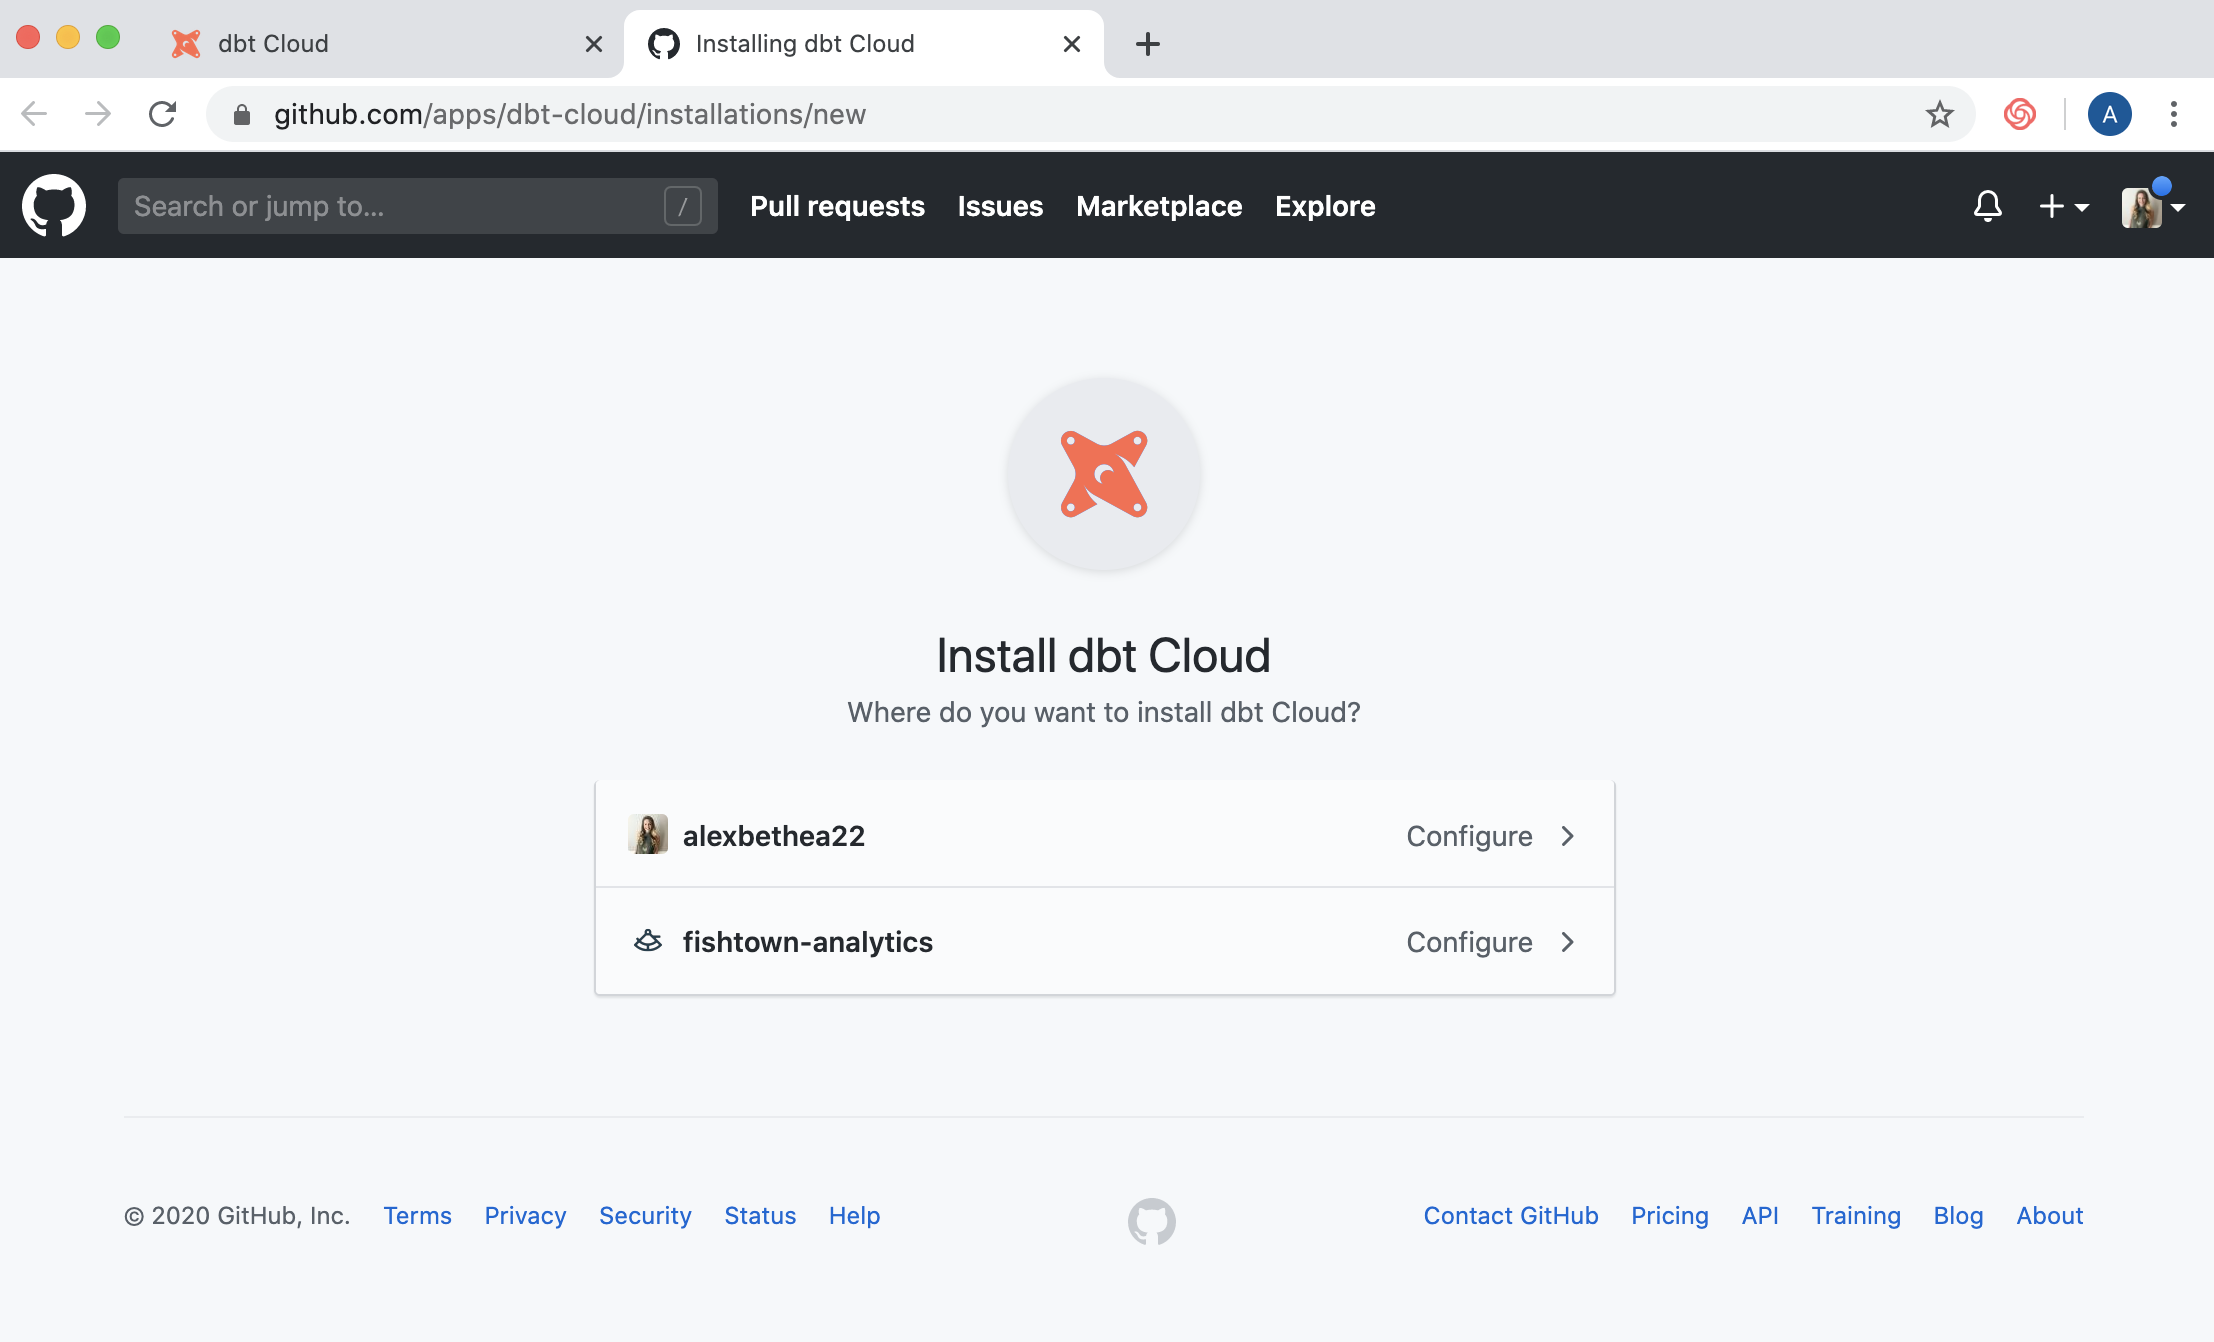 dbt Cloud
Installing dbt Cloud
github.com/apps/dbt-cloud/installations/new
A
Search or jump to...
/
Pull requests
Issues
Marketplace
Explore
Install dbt Cloud
Where do you want to install dbt Cloud?
alexbethea22
Configure
fishtown-analytics
Configure
© 2020 GitHub, Inc.
Terms
Privacy
Security
Status
Help
Contact GitHub
Pricing
API
Training
Blog
About